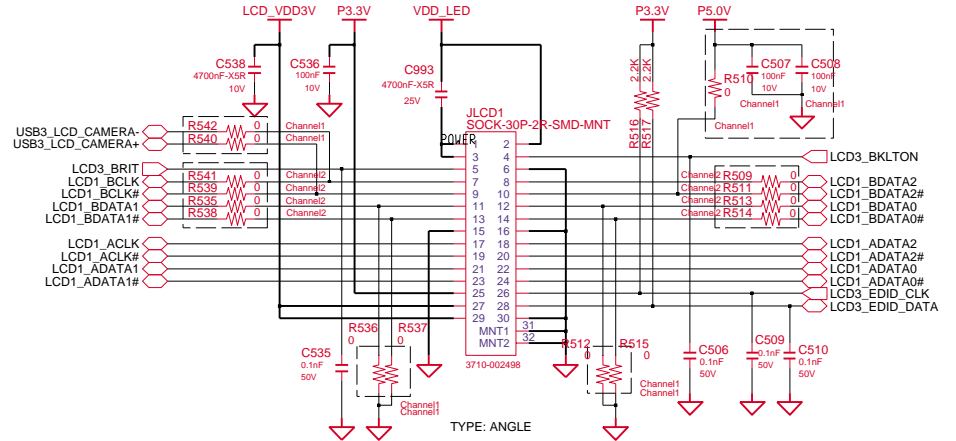 LCD_VDD3V P3.3V VDD_LED P3.3V P5.0V
C538
4700nF-X5R
10V
C536
100nF
10V
C993
4700nF-X5R
25V
2.2K 2.2K
R516 R517
R510
0
C507
100nF
10V
C508
100nF
10V
Channel1
Channel1
JLCD1
SOCK-30P-2R-SMD-MNT
POWER
USB3_LCD_CAMERA- R542 0 Channel1
USB3_LCD_CAMERA+ R540 0 Channel1
1 2
3 4 LCD3_BKLTON
LCD3_BRIT 5 6
LCD1_BCLK R541 0 Channel2 7 8 Channel2 R509 0 LCD1_BDATA2
LCD1_BCLK# R539 0 Channel2 9 10 Channel2 R511 0 LCD1_BDATA2#
LCD1_BDATA1 R535 0 Channel2 11 12 Channel2 R513 0 LCD1_BDATA0
LCD1_BDATA1# R538 0 Channel2 13 14 Channel2 R514 0 LCD1_BDATA0#
15 16
LCD1_ACLK 17 18 LCD1_ADATA2
LCD1_ACLK# 19 20 LCD1_ADATA2#
LCD1_ADATA1 21 22 LCD1_ADATA0
LCD1_ADATA1# 23 24 LCD1_ADATA0#
25 26 LCD3_EDID_CLK
27 28 LCD3_EDID_DATA
29 30
MNT1 31
MNT2 32
3710-002498
C535
0.1nF
50V
R536 R537
0 0
Channel1
Channel1
R512 R515
0 0
Channel1
Channel1
C506
0.1nF
50V
C509
0.1nF
50V
C510
0.1nF
50V
TYPE: ANGLE